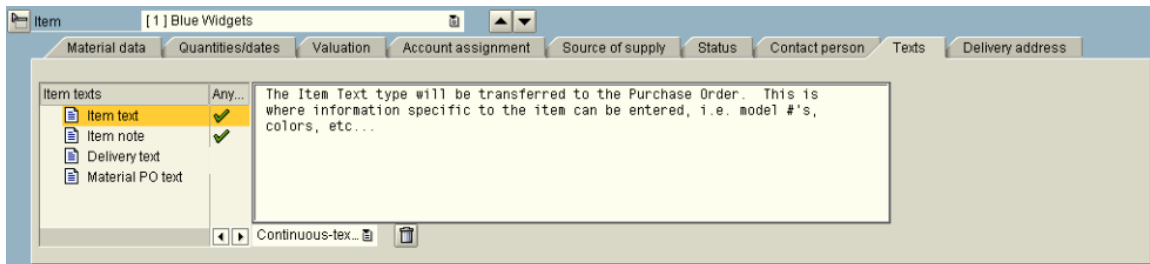 Item [ 1 ] Blue Widgets
Material data Quantities/dates Valuation Account assignment Source of supply Status Contact person Texts Delivery address
Item texts Any...
Item text
Item note
Delivery text
Material PO text
The Item Text type will be transferred to the Purchase Order. This is
where information specific to the item can be entered, i.e. model #'s,
colors, etc...
Continuous-tex...